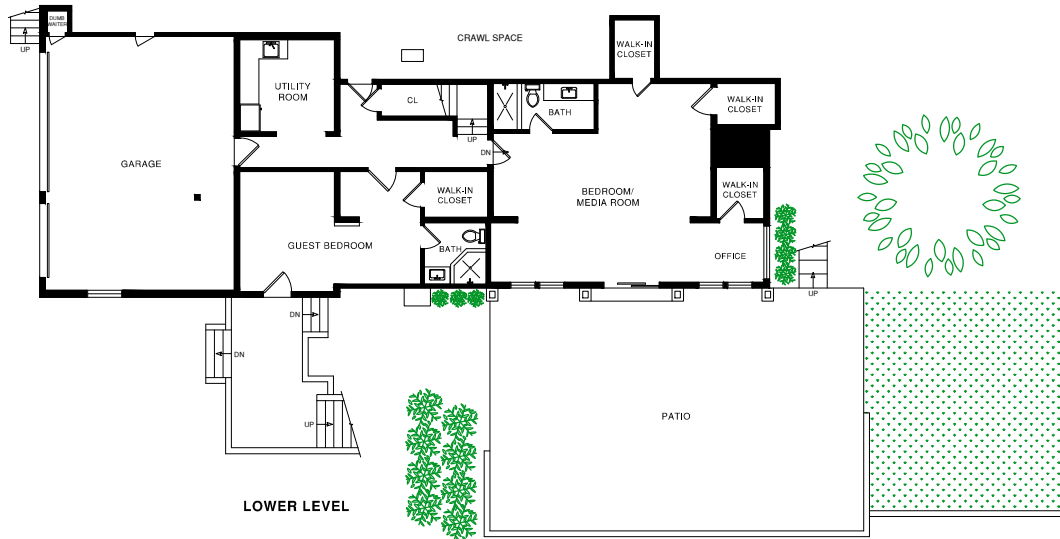 DUMB
WAITER
UP
CRAWL SPACE
WALK-IN
CLOSET
UTILITY
ROOM
CL
BATH
WALK-IN
CLOSET
UP
DN
GARAGE
BEDROOM/
MEDIA ROOM
WALK-IN
CLOSET
WALK-IN
CLOSET
GUEST BEDROOM
BATH
OFFICE
UP
DN
DN
UP
PATIO
LOWER LEVEL